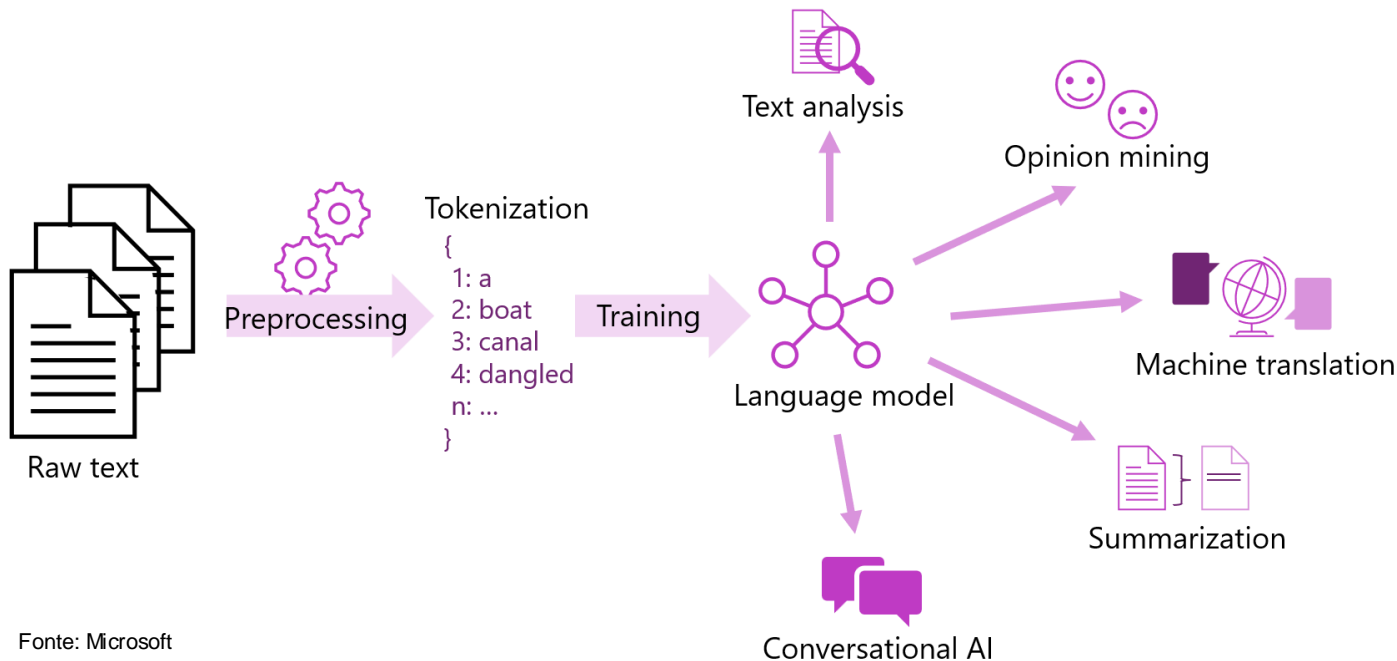 Text analysis
Opinion mining
Tokenization
{
1: a
2: boat
3: canal
4: dangled
n: ...
}
Preprocessing
Training
Machine translation
Language model
Raw text
Summarization
Conversational AI
Fonte: Microsoft